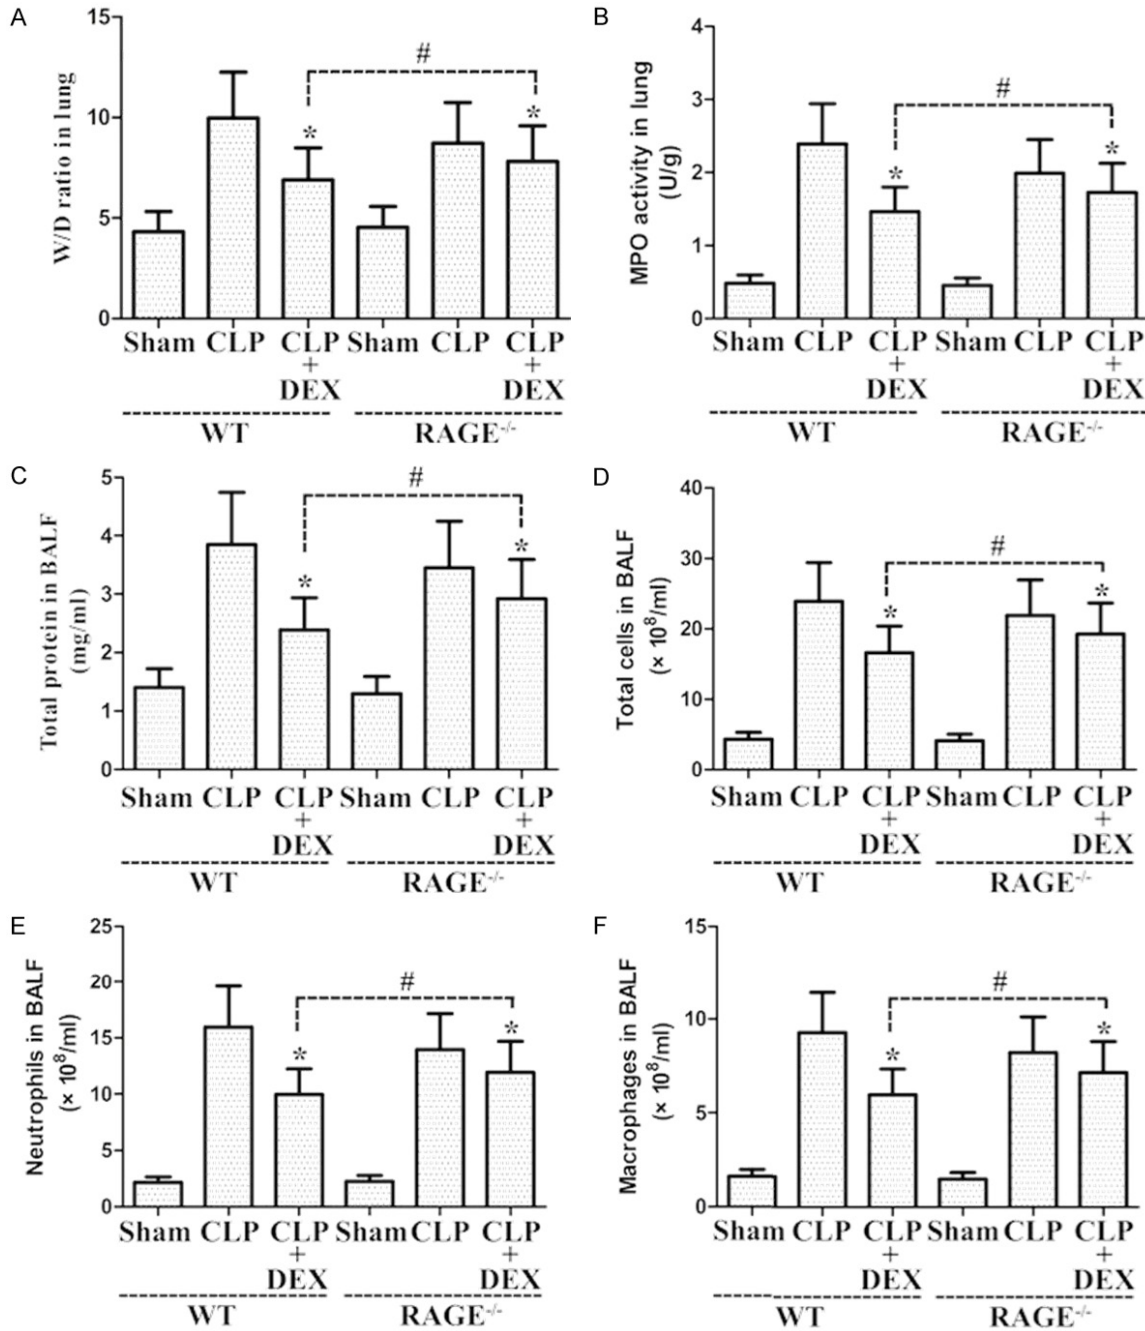 A
W/D ratio in lung
15
10
5
0
#
*
*
Sham CLP CLP + DEX Sham CLP CLP + DEX
WT RAGE-/-
B
MPO activity in lung
(U/g)
4
3
2
1
0
#
*
*
Sham CLP CLP + DEX Sham CLP CLP + DEX
WT RAGE-/-
C
Total protein in BALF
(mg/ml)
5
4
3
2
1
0
#
*
*
Sham CLP CLP + DEX Sham CLP CLP + DEX
WT RAGE-/-
D
Total cells in BALF
(× 10⁸/ml)
40
30
20
10
0
#
*
*
Sham CLP CLP + DEX Sham CLP CLP + DEX
WT RAGE-/-
E
Neutrophils in BALF
(× 10⁸/ml)
25
20
15
10
5
0
#
*
*
Sham CLP CLP + DEX Sham CLP CLP + DEX
WT RAGE-/-
F
Macrophages in BALF
(× 10⁸/ml)
15
10
5
0
#
*
*
Sham CLP CLP + DEX Sham CLP CLP + DEX
WT RAGE-/-